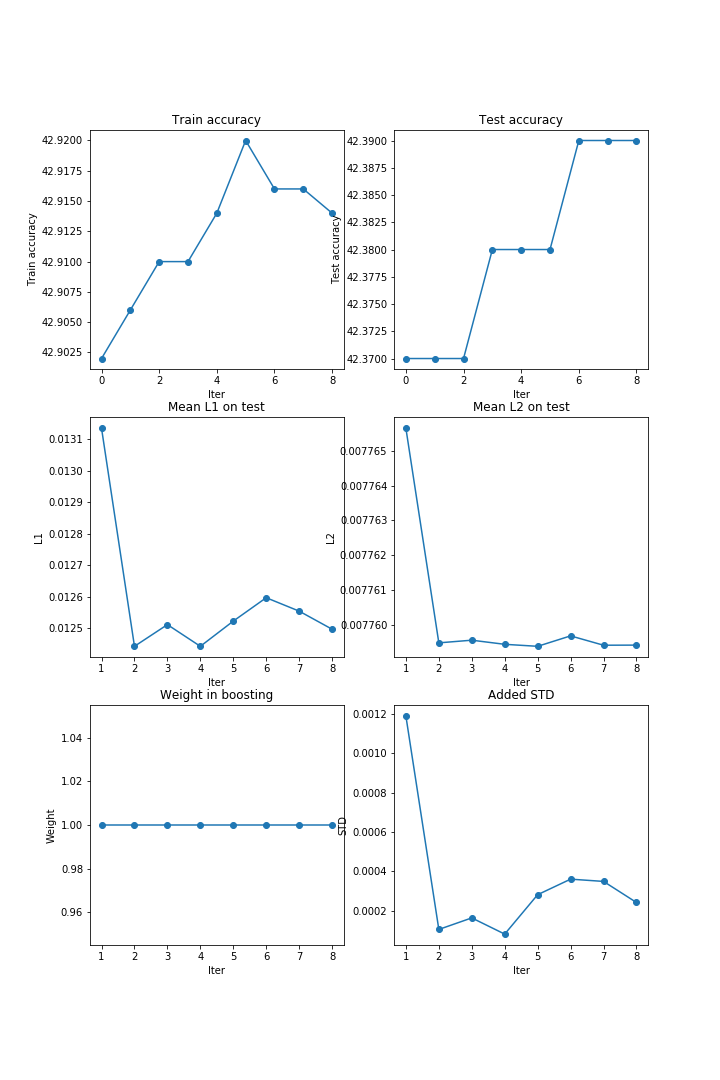 Train accuracy
Test accuracy
42.9200
42.9175
42.9150
42.9125
42.9100
42.9075
42.9050
42.9025
Train accuracy
0 2 4 6 8
Iter
42.3900
42.3875
42.3850
42.3825
42.3800
42.3775
42.3750
42.3725
42.3700
Test accuracy
0 2 4 6 8
Iter
Mean L1 on test
Mean L2 on test
0.0131
0.0130
0.0129
0.0128
0.0127
0.0126
0.0125
L1
1 2 3 4 5 6 7 8
Iter
0.007765
0.007764
0.007763
0.007762
0.007761
0.007760
L2
1 2 3 4 5 6 7 8
Iter
Weight in boosting
Added STD
1.04
1.02
1.00
0.98
0.96
Weight
1 2 3 4 5 6 7 8
Iter
0.0012
0.0010
0.0008
0.0006
0.0004
0.0002
STD
1 2 3 4 5 6 7 8
Iter